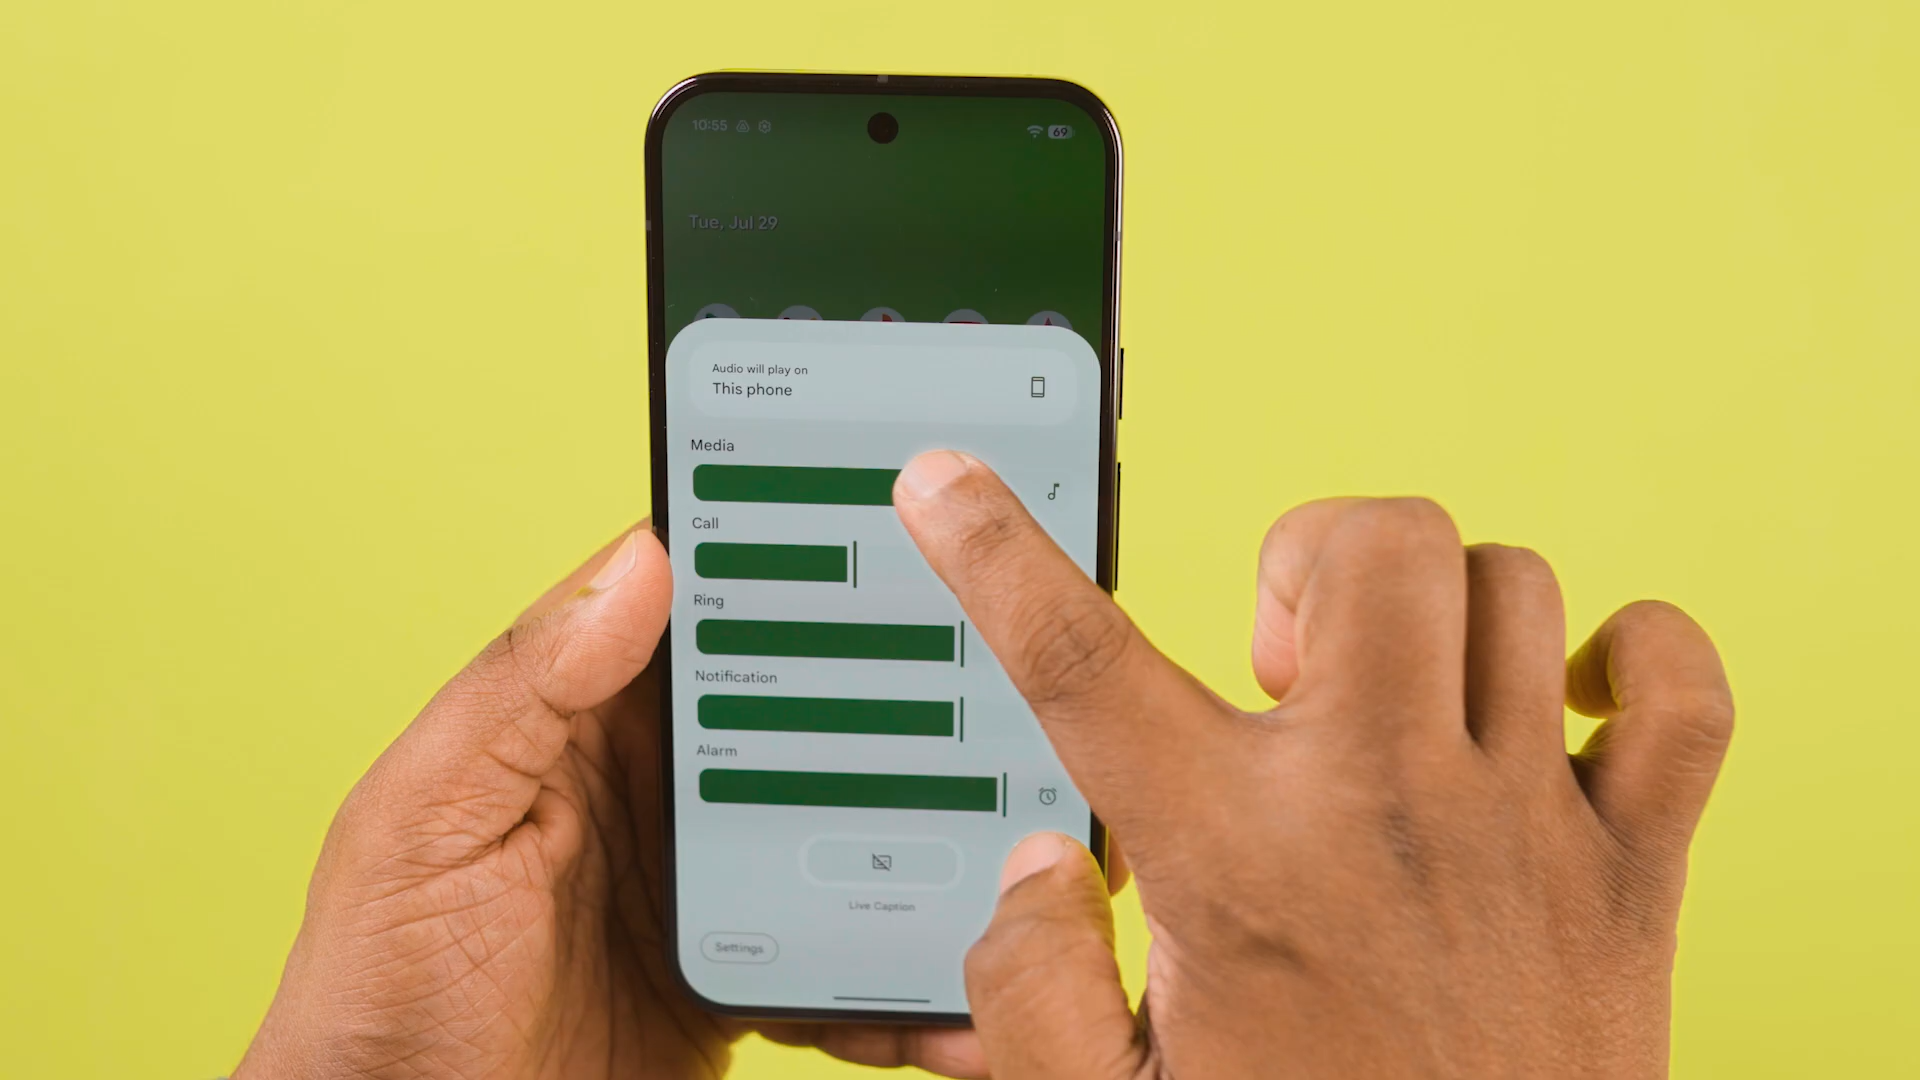 10:55
69
Tue, Jul 29
Audio will play on
This phone
Media
Call
Ring
Notification
Alarm
Live Caption
Settings